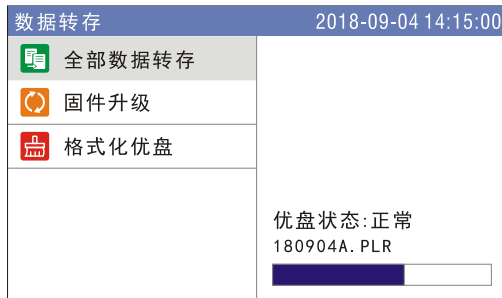 数据转存 2018-09-04 14:15:00
全部数据转存
固件升级
格式化优盘
优盘状态:正常
180904A.PLR